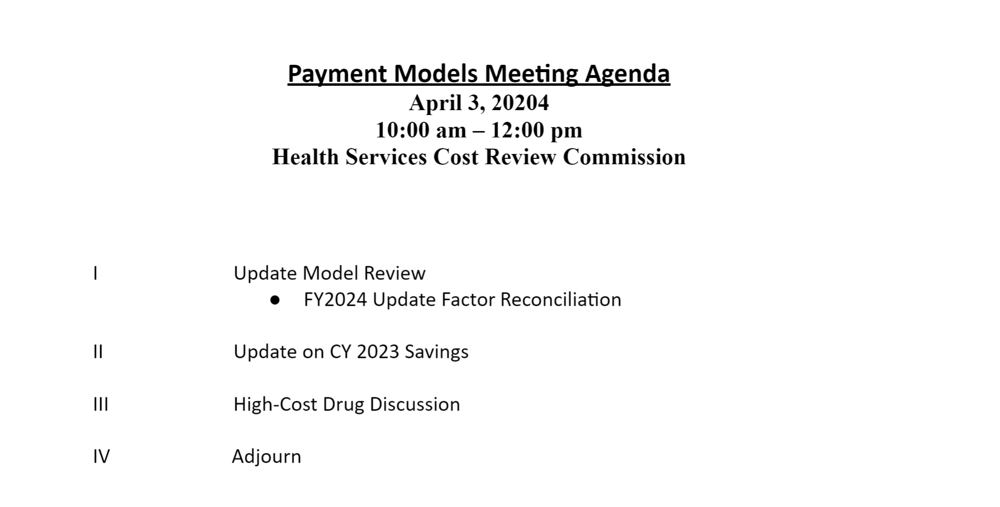 Payment Models Meeting Agenda
April 3, 20204
10:00 am – 12:00 pm
Health Services Cost Review Commission
I Update Model Review
● FY2024 Update Factor Reconciliation
II Update on CY 2023 Savings
III High-Cost Drug Discussion
IV Adjourn